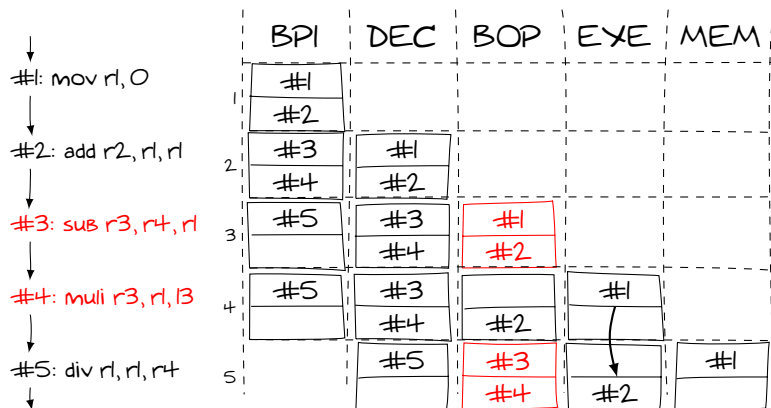 BPI DEC BOP EXE MEM
#1: mov r1, 0
1 #1
#2
#2: add r2, r1, r1
2 #3 #1
#4 #2
#3: sub r3, r4, r1
3 #5 #3 #1
#4 #2
#4: muli r3, r1, 13
4 #5 #3 #1
#4 #2
#5: div r1, r1, r4
5 #5 #3 #1
#4 #2